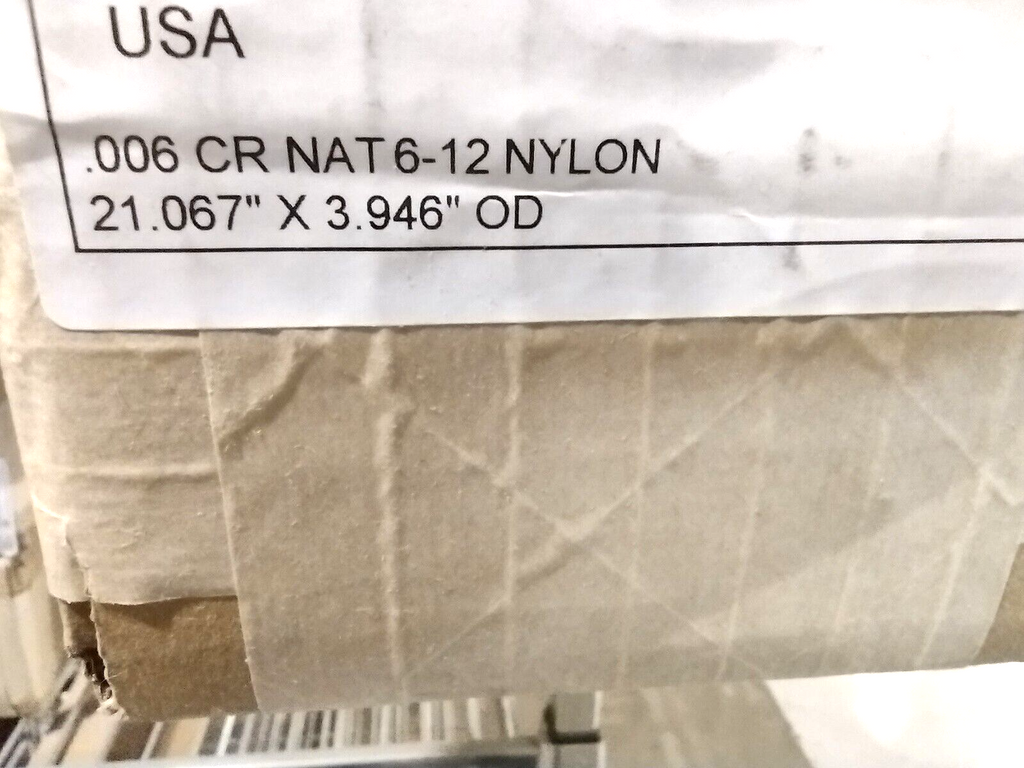 USA
.006 CR NAT 6-12 NYLON
21.067" X 3.946" OD